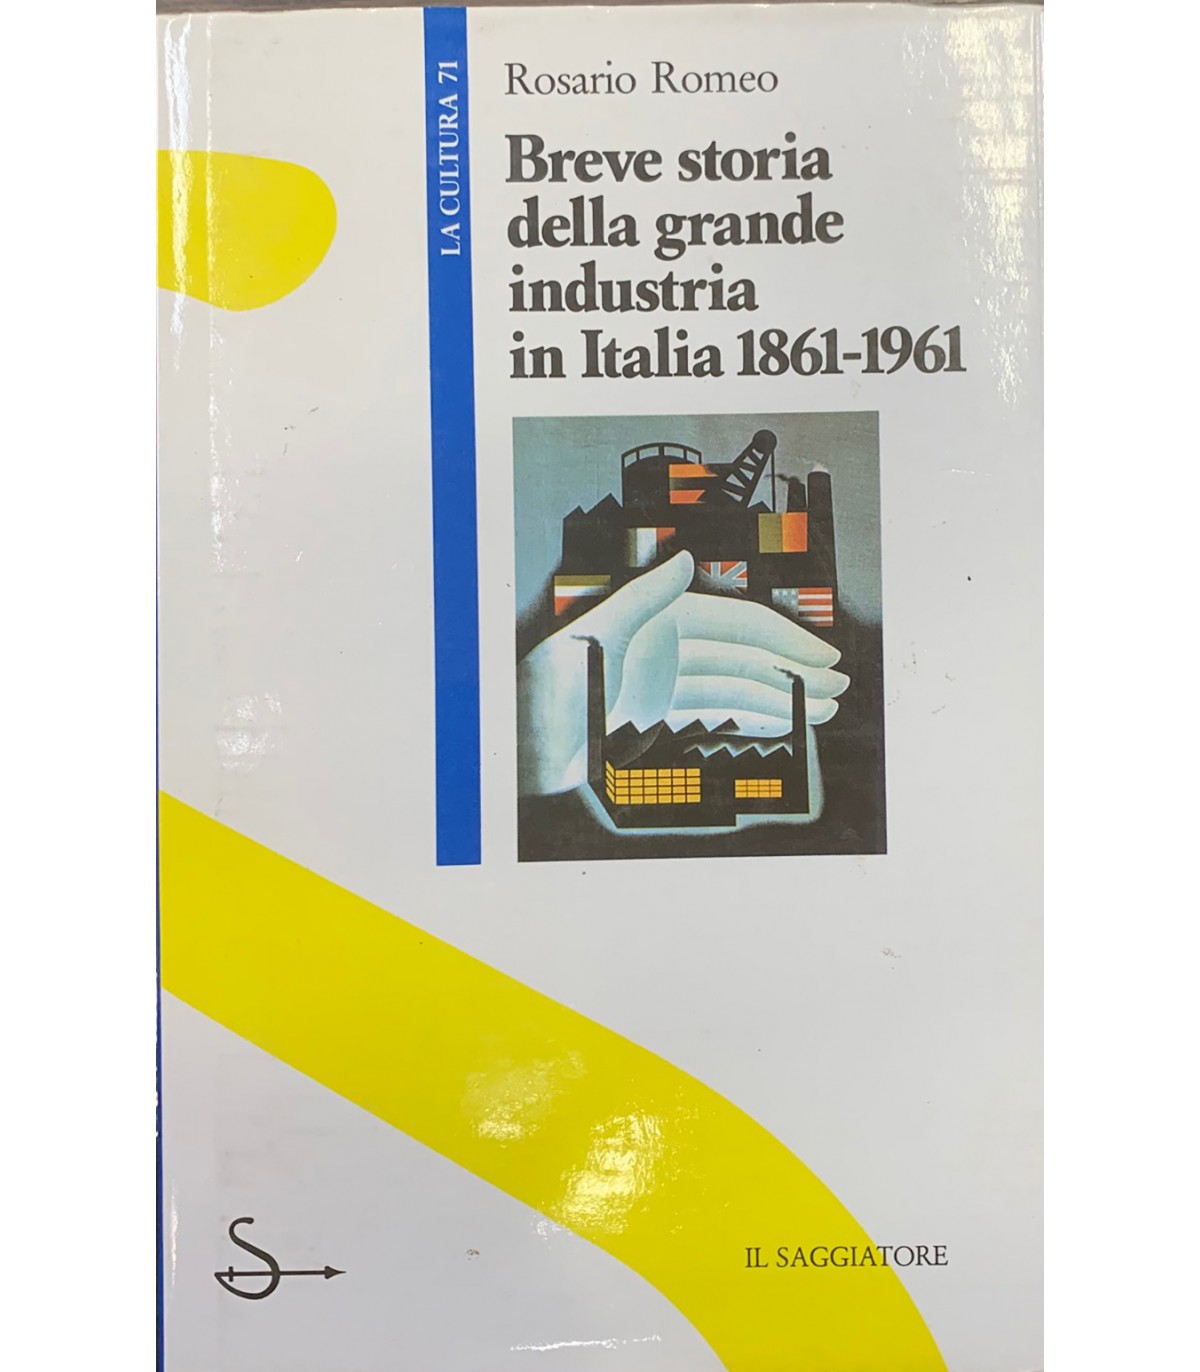 LA CULTURA 71
Rosario Romeo
Breve storia
della grande
industria
in Italia 1861-1961
IL SAGGIATORE